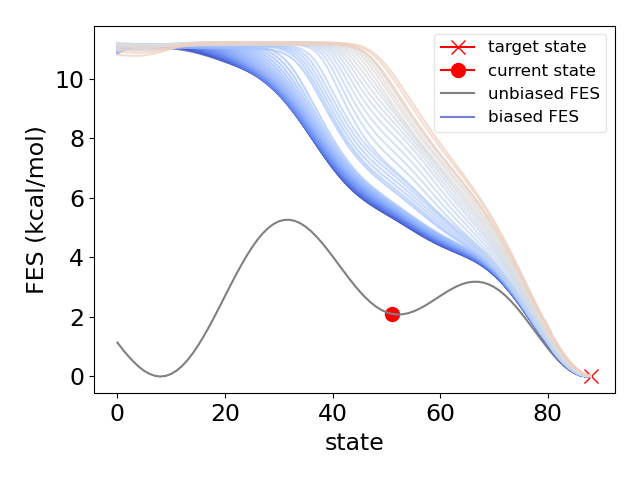 target state
current state
unbiased FES
biased FES
10
8
6
4
2
0
FES (kcal/mol)
0 20 40 60 80
state